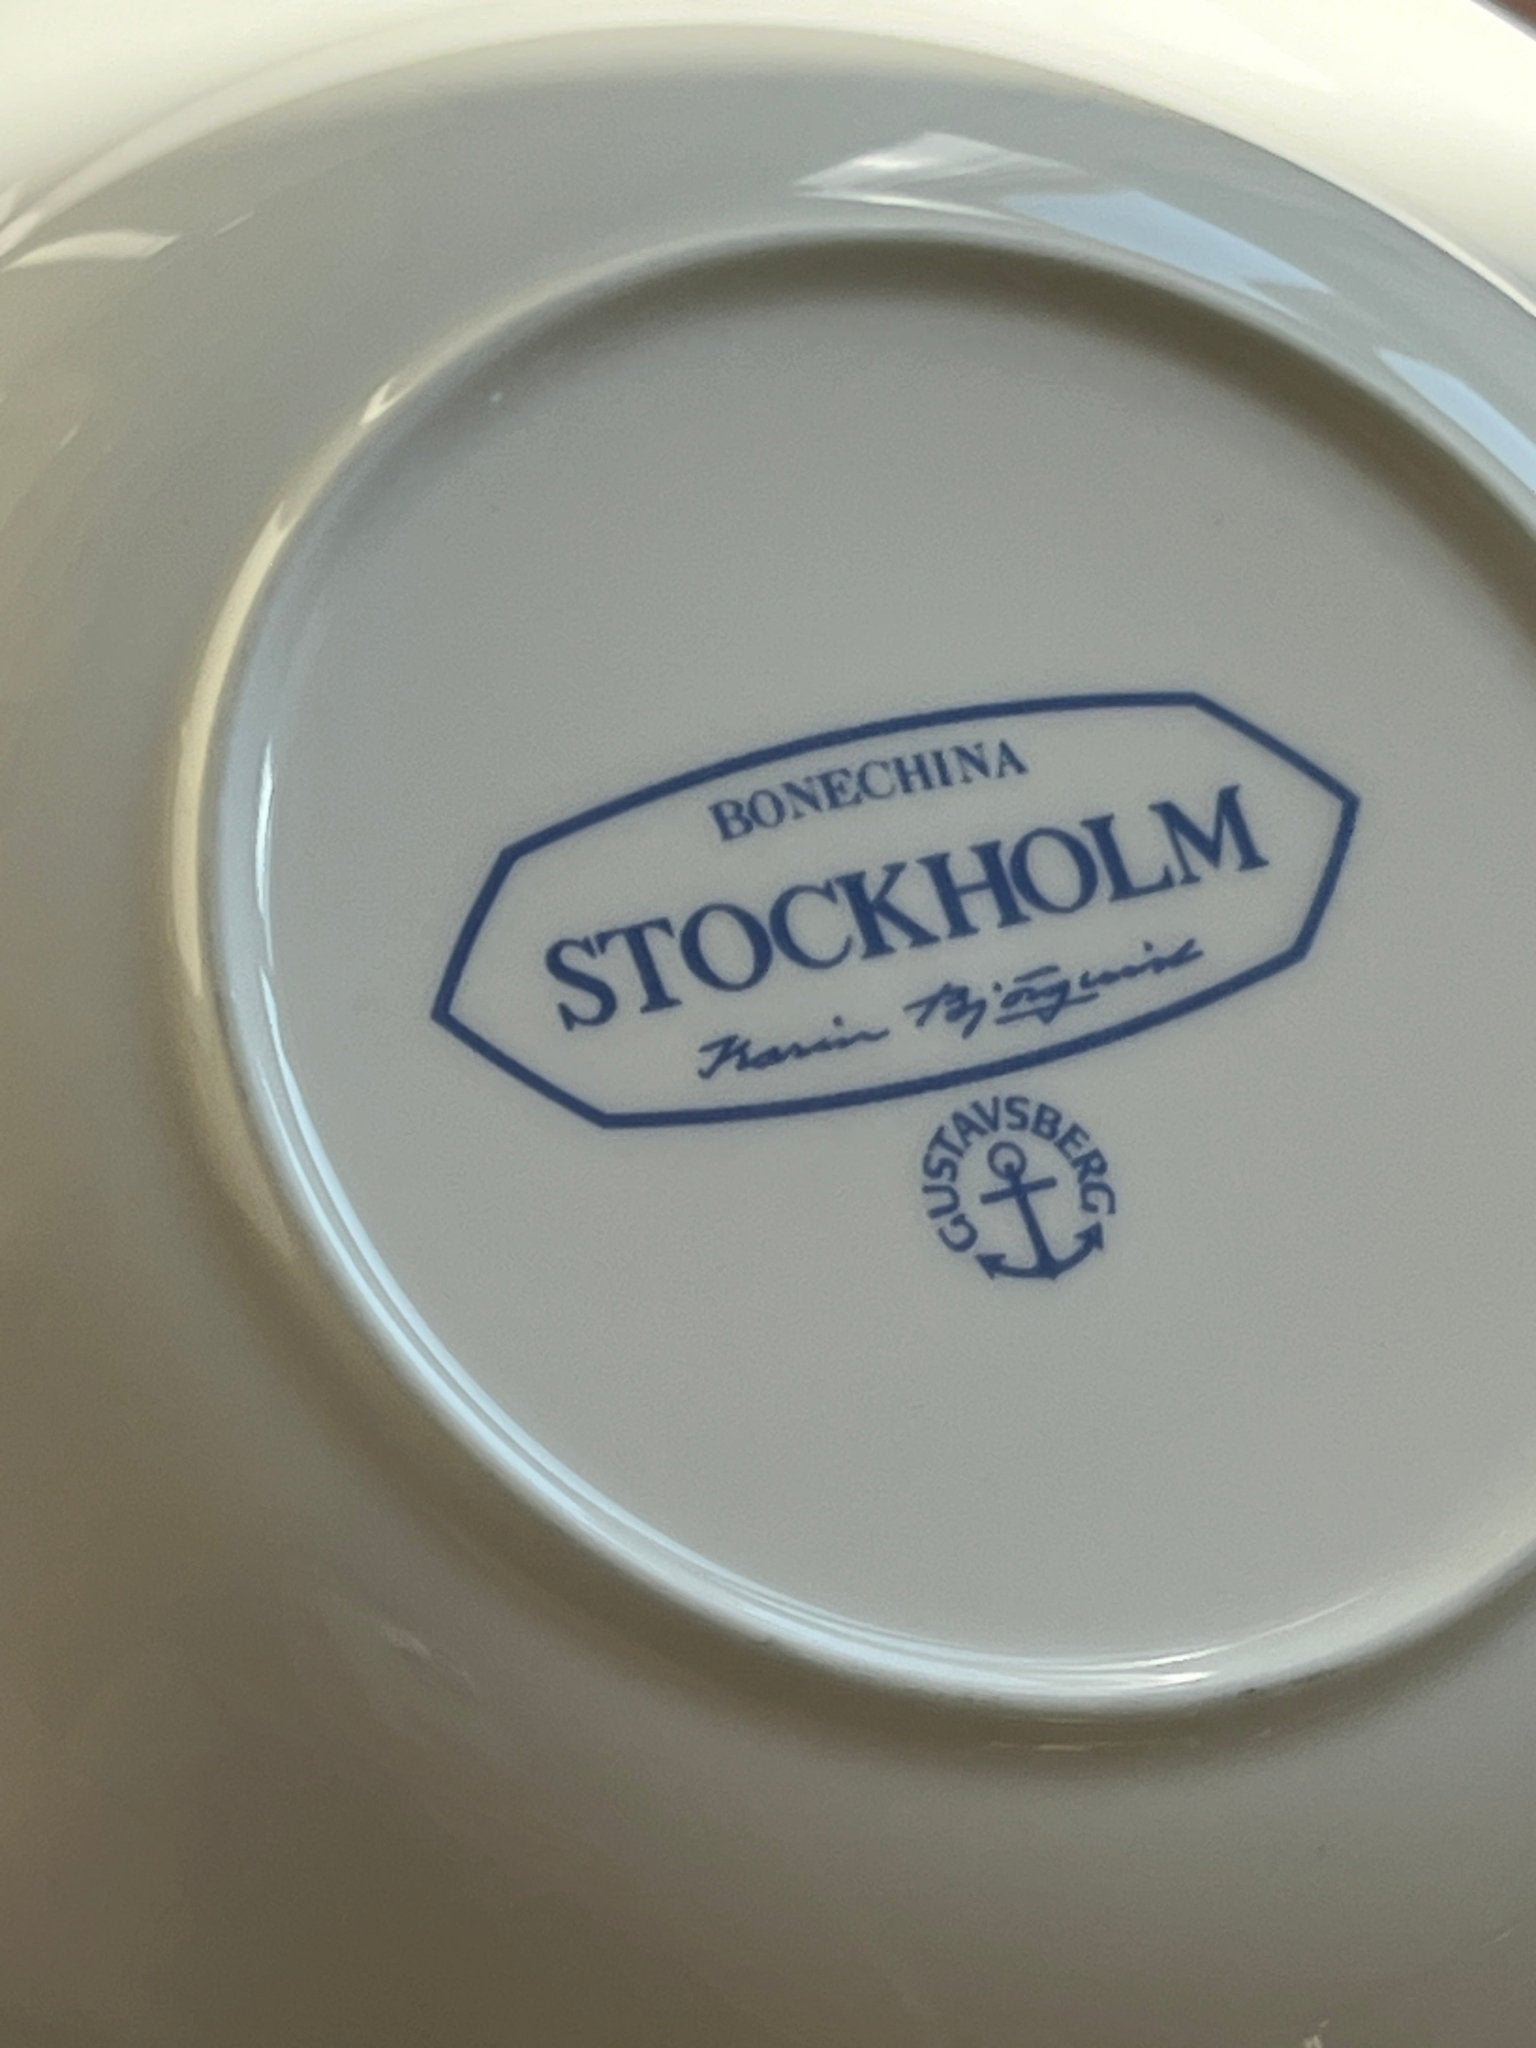 BONECHINA
STOCKHOLM
Karin Björquist
GUSTAVSBERG